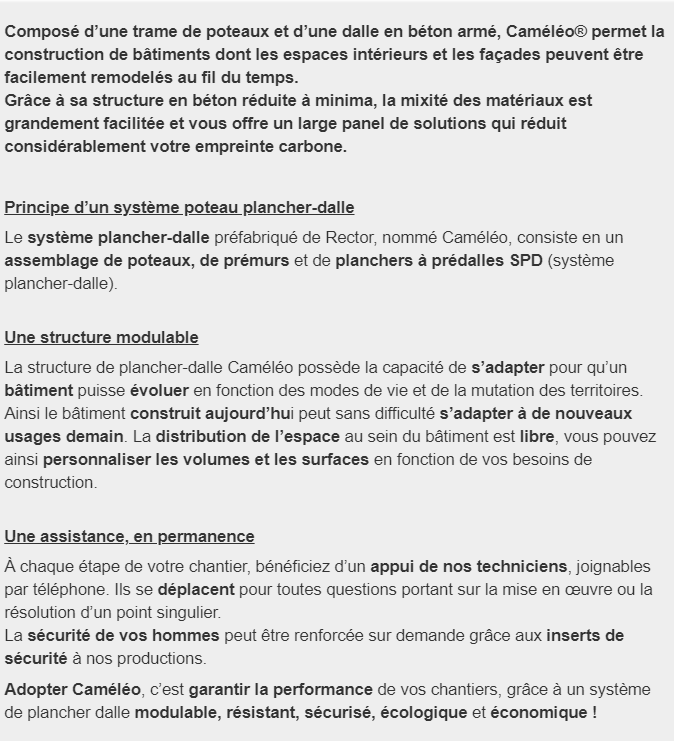 Composé d’une trame de poteaux et d’une dalle en béton armé, Caméléo® permet la
construction de bâtiments dont les espaces intérieurs et les façades peuvent être
facilement remodelés au fil du temps.
Grâce à sa structure en béton réduite à minima, la mixité des matériaux est
grandement facilitée et vous offre un large panel de solutions qui réduit
considérablement votre empreinte carbone.
Principe d’un système poteau plancher-dalle
Le système plancher-dalle préfabriqué de Rector, nommé Caméléo, consiste en un
assemblage de poteaux, de prémurs et de planchers à prédalles SPD (système
plancher-dalle).
Une structure modulable
La structure de plancher-dalle Caméléo possède la capacité de s’adapter pour qu’un
bâtiment puisse évoluer en fonction des modes de vie et de la mutation des territoires.
Ainsi le bâtiment construit aujourd’hui peut sans difficulté s’adapter à de nouveaux
usages demain. La distribution de l’espace au sein du bâtiment est libre, vous pouvez
ainsi personnaliser les volumes et les surfaces en fonction de vos besoins de
construction.
Une assistance, en permanence
À chaque étape de votre chantier, bénéficiez d’un appui de nos techniciens, joignables
par téléphone. Ils se déplacent pour toutes questions portant sur la mise en œuvre ou la
résolution d’un point singulier.
La sécurité de vos hommes peut être renforcée sur demande grâce aux inserts de
sécurité à nos productions.
Adopter Caméléo, c’est garantir la performance de vos chantiers, grâce à un système
de plancher dalle modulable, résistant, sécurisé, écologique et économique !